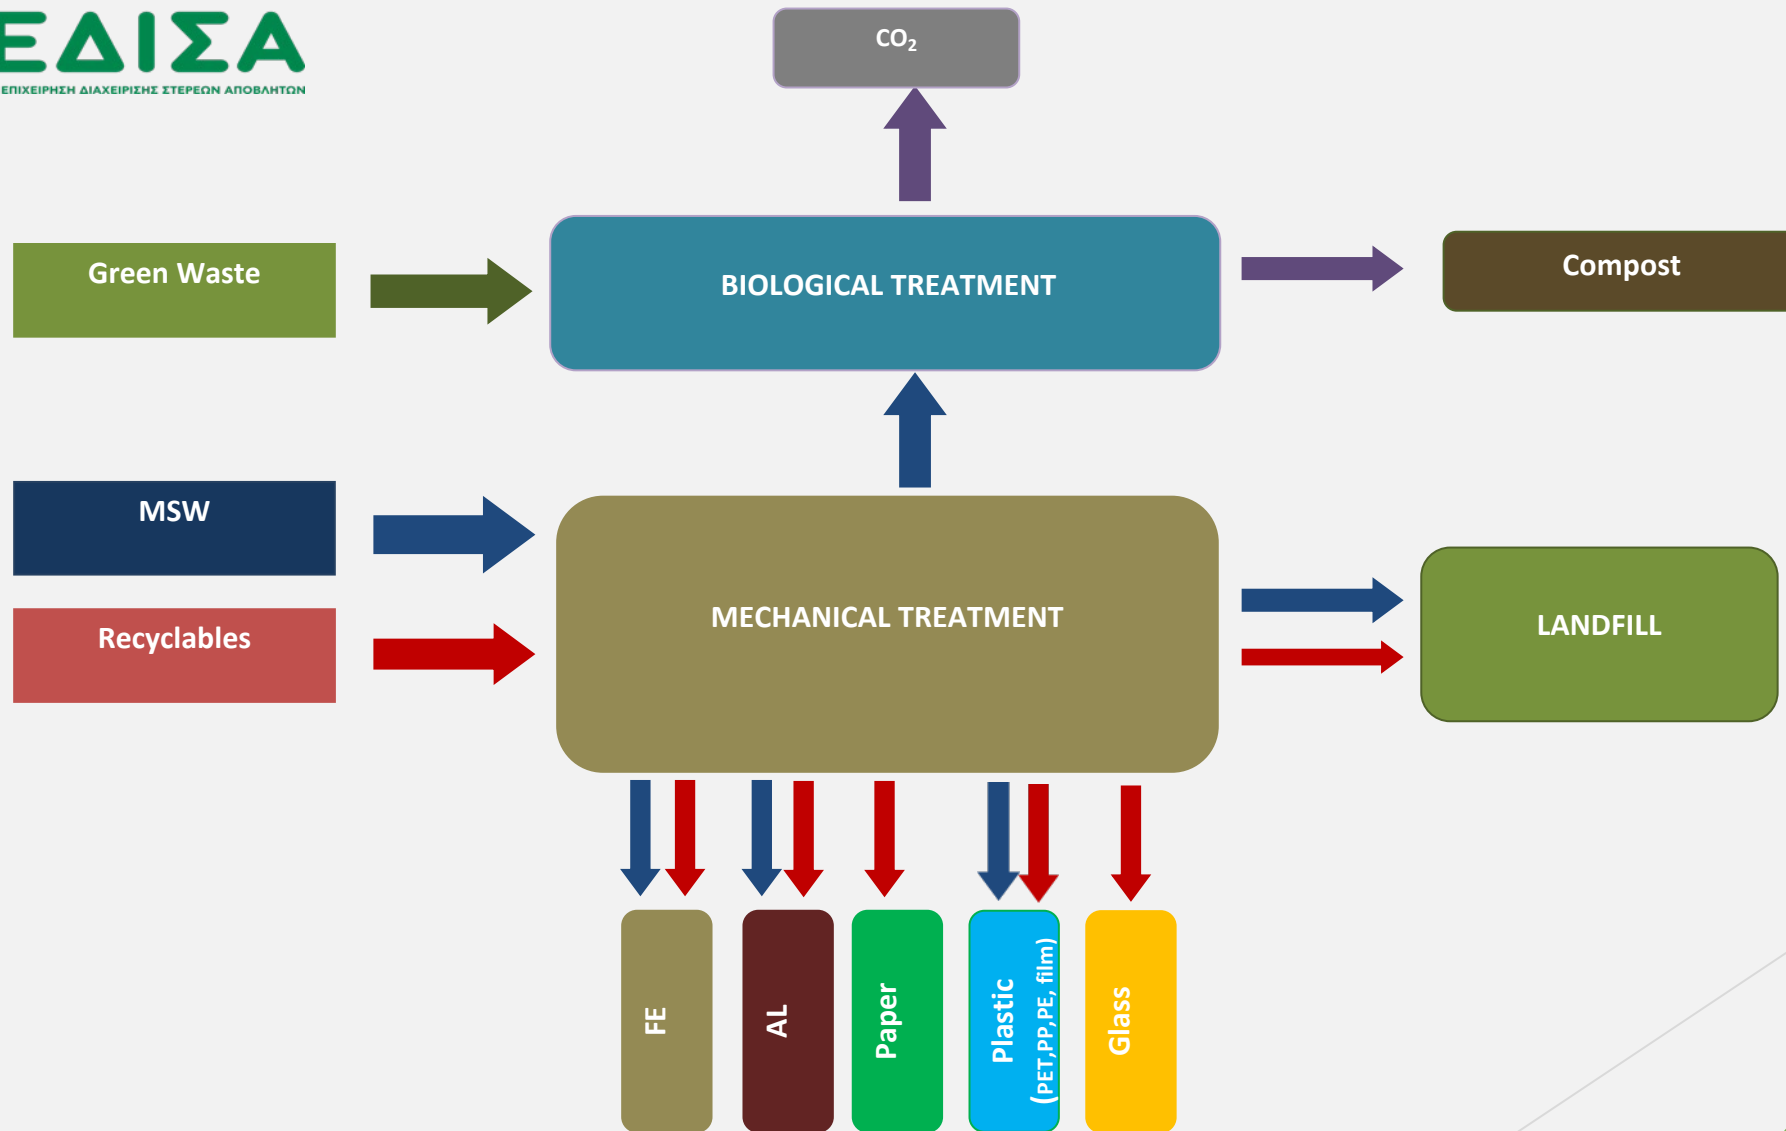 ΕΔΙΣΑ
ΕΠΙΧΕΙΡΗΣΗ ΔΙΑΧΕΙΡΙΣΗΣ ΣΤΕΡΕΩΝ ΑΠΟΒΛΗΤΩΝ
CO₂
Green Waste
BIOLOGICAL TREATMENT
Compost
MSW
Recyclables
MECHANICAL TREATMENT
LANDFILL
FE
AL
Paper
Plastic
(PET,PP,PE, film)
Glass